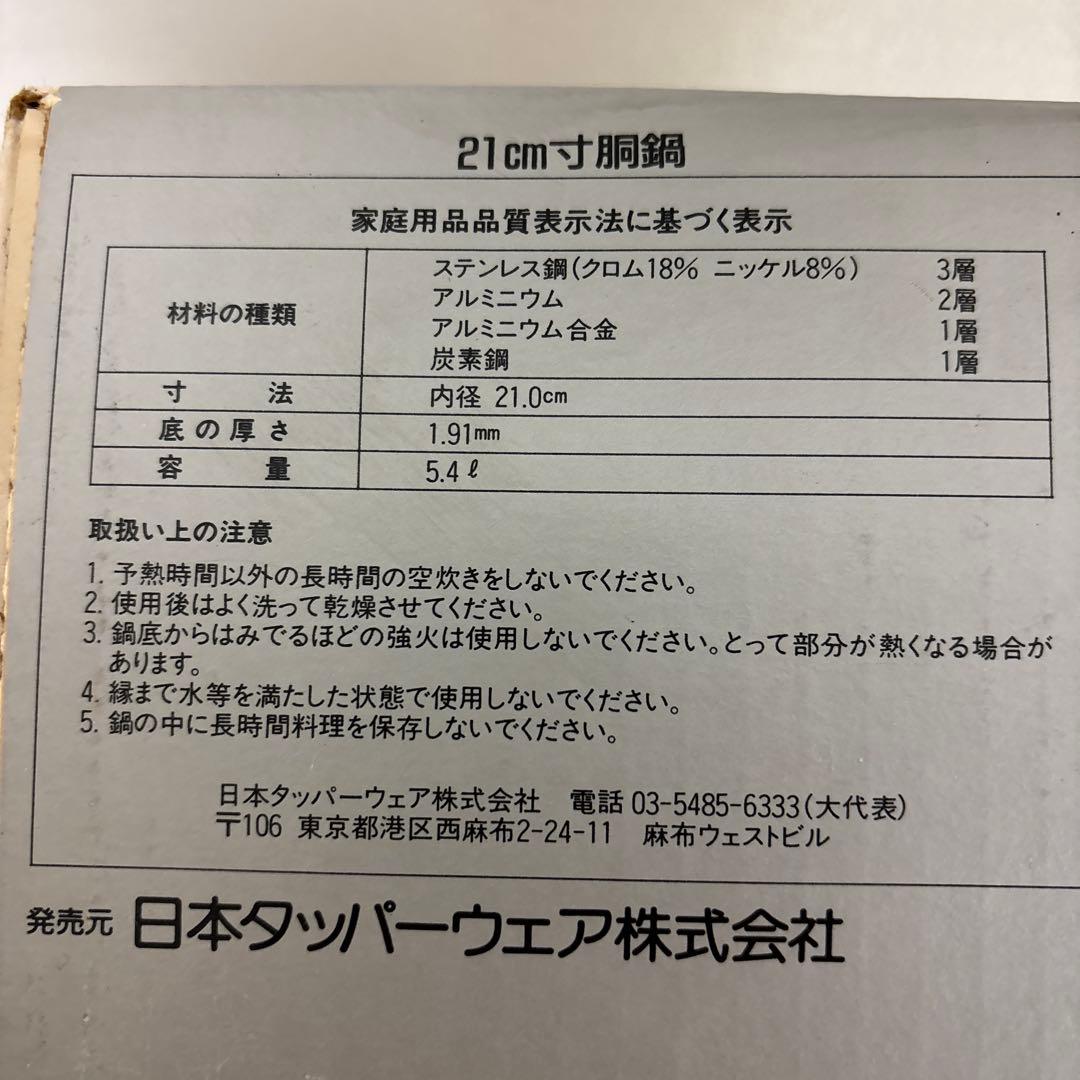 21cm寸胴鍋
家庭用品品質表示法に基づく表示
材料の種類
ステンレス鋼(クロム18% ニッケル8%) 3層
アルミニウム 2層
アルミニウム合金 1層
炭素鋼 1層
寸法 内径 21.0cm
底の厚さ 1.91mm
容量 5.4ℓ
取扱い上の注意
1. 予熱時間以外の長時間の空炊きをしないでください。
2. 使用後はよく洗って乾燥させてください。
3. 鍋底からはみでるほどの強火は使用しないでください。とって部分が熱くなる場合が
あります。
4. 縁まで水等を満たした状態で使用しないでください。
5. 鍋の中に長時間料理を保存しないでください。
日本タッパーウェア株式会社 電話 03-5485-6333(大代表)
〒106 東京都港区西麻布2-24-11 麻布ウェストビル
発売元 日本タッパーウェア株式会社